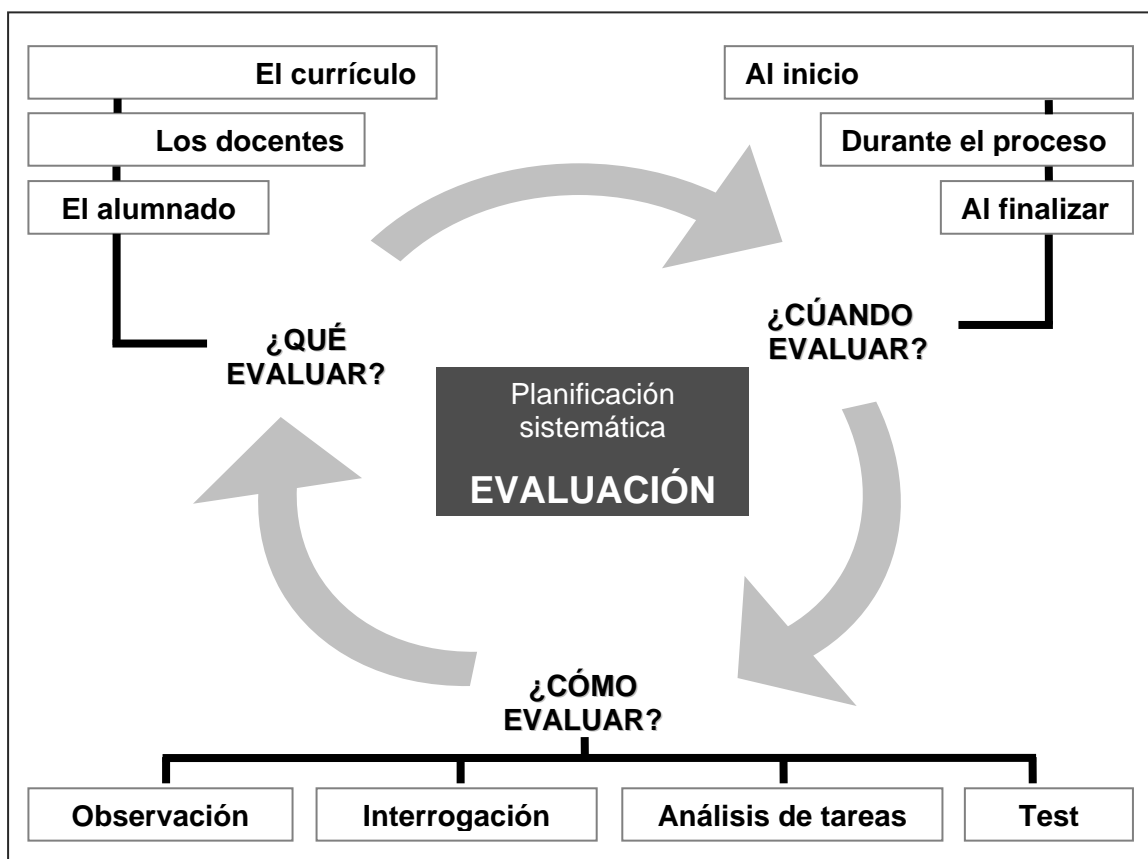 El currículo
Los docentes
El alumnado
Al inicio
Durante el proceso
Al finalizar
¿QUÉ
EVALUAR?
¿CÚANDO
EVALUAR?
Planificación
sistemática
EVALUACIÓN
¿CÓMO
EVALUAR?
Observación
Interrogación
Análisis de tareas
Test